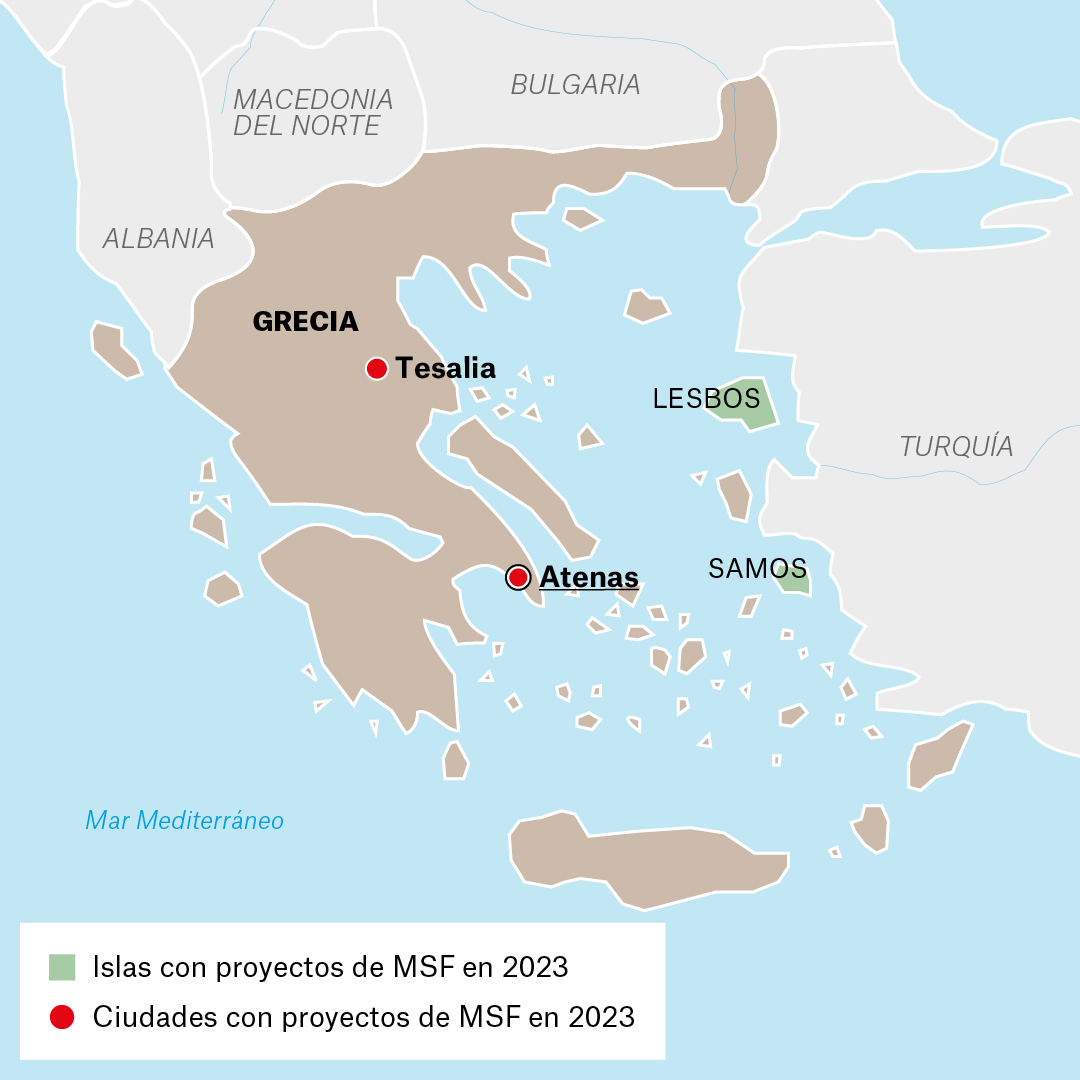 BULGARIA
MACEDONIA
DEL NORTE
ALBANIA
GRECIA
Tesalia
LESBOS
TURQUÍA
SAMOS
Atenas
Mar Mediterráneo
Islas con proyectos de MSF en 2023
Ciudades con proyectos de MSF en 2023